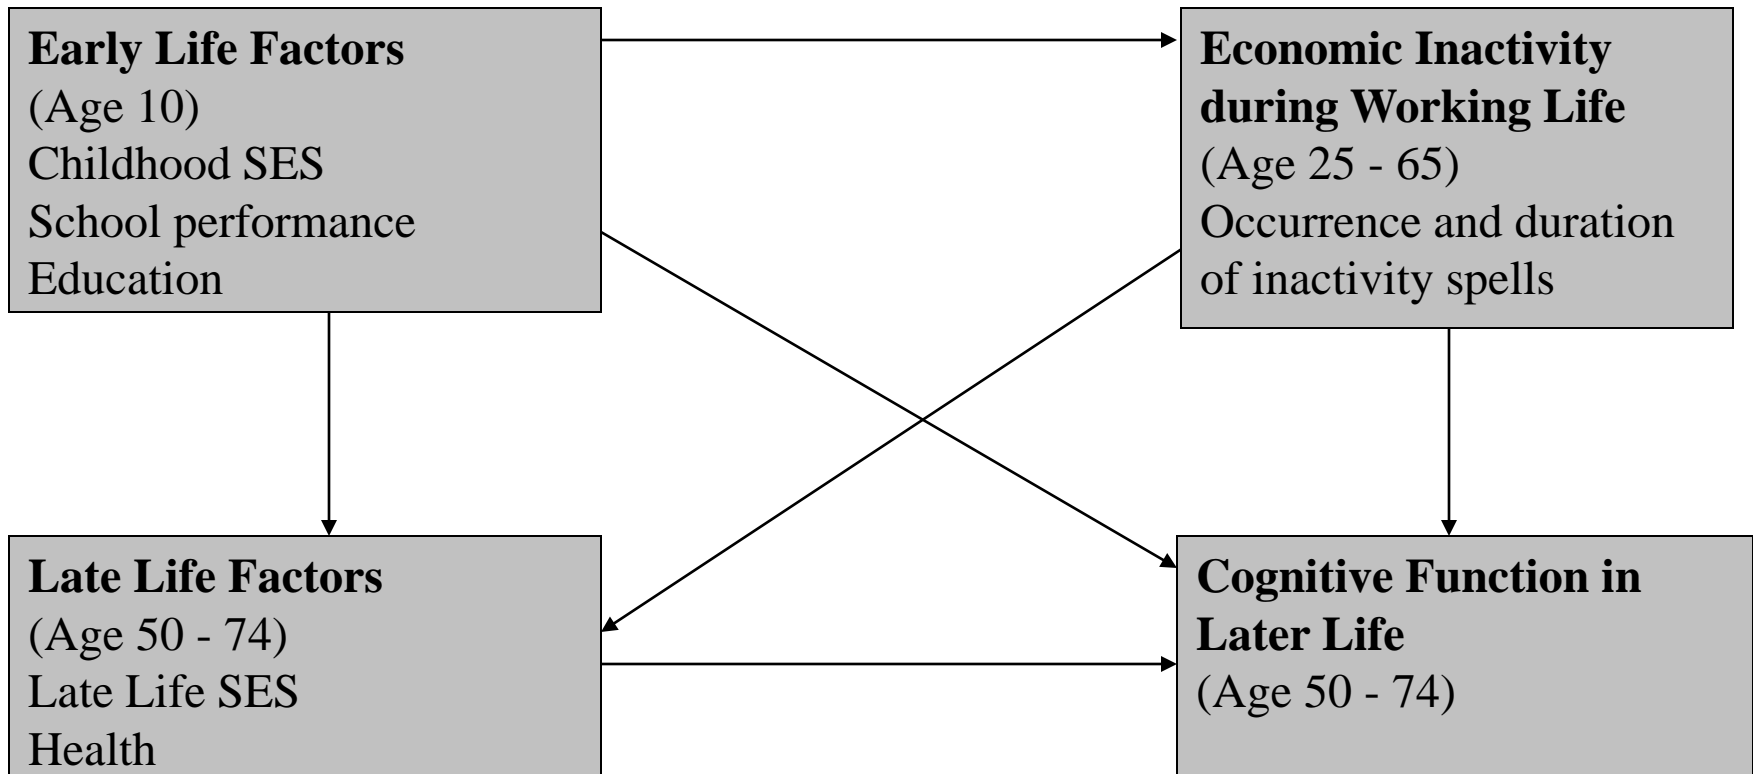 Early Life Factors
(Age 10)
Childhood SES
School performance
Education
Economic Inactivity
during Working Life
(Age 25 - 65)
Occurrence and duration
of inactivity spells
Late Life Factors
(Age 50 - 74)
Late Life SES
Health
Cognitive Function in
Later Life
(Age 50 - 74)